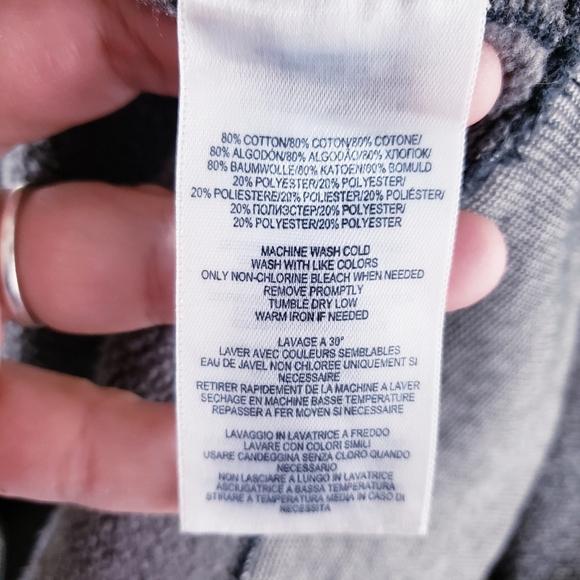 80% COTTON/80% COTON/80% COTONE/
80% ALGODÓN/80% ALGODÃO/80% ХЛОПОК/
80% BAUMWOLLE/80% KATOEN/80% BOMULD
20% POLYESTER/20% POLYESTER/
20% POLIESTERE/20% POLIÉSTER/20% POLIÉSTER/
20% ПОЛИЭСТЕР/20% POLYESTER/
20% POLYESTER/20% POLYESTER
MACHINE WASH COLD
WASH WITH LIKE COLORS
ONLY NON-CHLORINE BLEACH WHEN NEEDED
REMOVE PROMPTLY
TUMBLE DRY LOW
WARM IRON IF NEEDED
LAVAGE A 30°
LAVER AVEC COULEURS SEMBLABLES
EAU DE JAVEL NON CHLOREE UNIQUEMENT SI
NECESSAIRE
RETIRER RAPIDEMENT DE LA MACHINE A LAVER
SECHAGE EN MACHINE BASSE TEMPERATURE
REPASSER A FER MOYEN SI NECESSAIRE
LAVAGGIO IN LAVATRICE A FREDDO
LAVARE CON COLORI SIMILI
USARE CANDEGGINA SENZA CLORO QUANDO
NECESSARIO
NON LASCIARE A LUNGO IN LAVATRICE
ASCIUGATRICE A BASSA TEMPERATURA
STIRARE A TEMPERATURA MEDIA IN CASO DI
NECESSITA